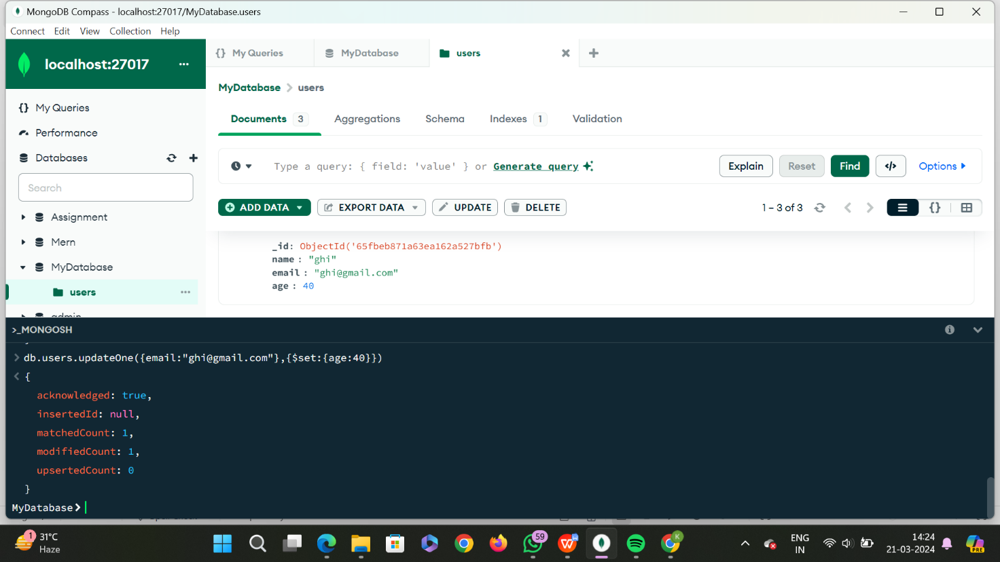 MongoDB Compass - localhost:27017/MyDatabase.users
Connect Edit View Collection Help
localhost:27017 ...
{} My Queries
MyDatabase
users
MyDatabase > users
Documents 3 Aggregations Schema Indexes 1 Validation
Type a query: { field: 'value' } or Generate query
Explain Reset Find </> Options
ADD DATA EXPORT DATA UPDATE DELETE 1 – 3 of 3 {}
{} My Queries
Performance
Databases
Search
Assignment
Mern
MyDatabase
users ...
admin
_id: ObjectId('65fbeb871a63ea162a527bfb')
name : "ghi"
email : "ghi@gmail.com"
age : 40
>_MONGOSH
> db.users.updateOne({email:"ghi@gmail.com"},{$set:{age:40}})
< {
acknowledged: true,
insertedId: null,
matchedCount: 1,
modifiedCount: 1,
upsertedCount: 0
}
MyDatabase>
1
31°C
Haze
59
W
K
ENG
IN
14:24
21-03-2024
PRE